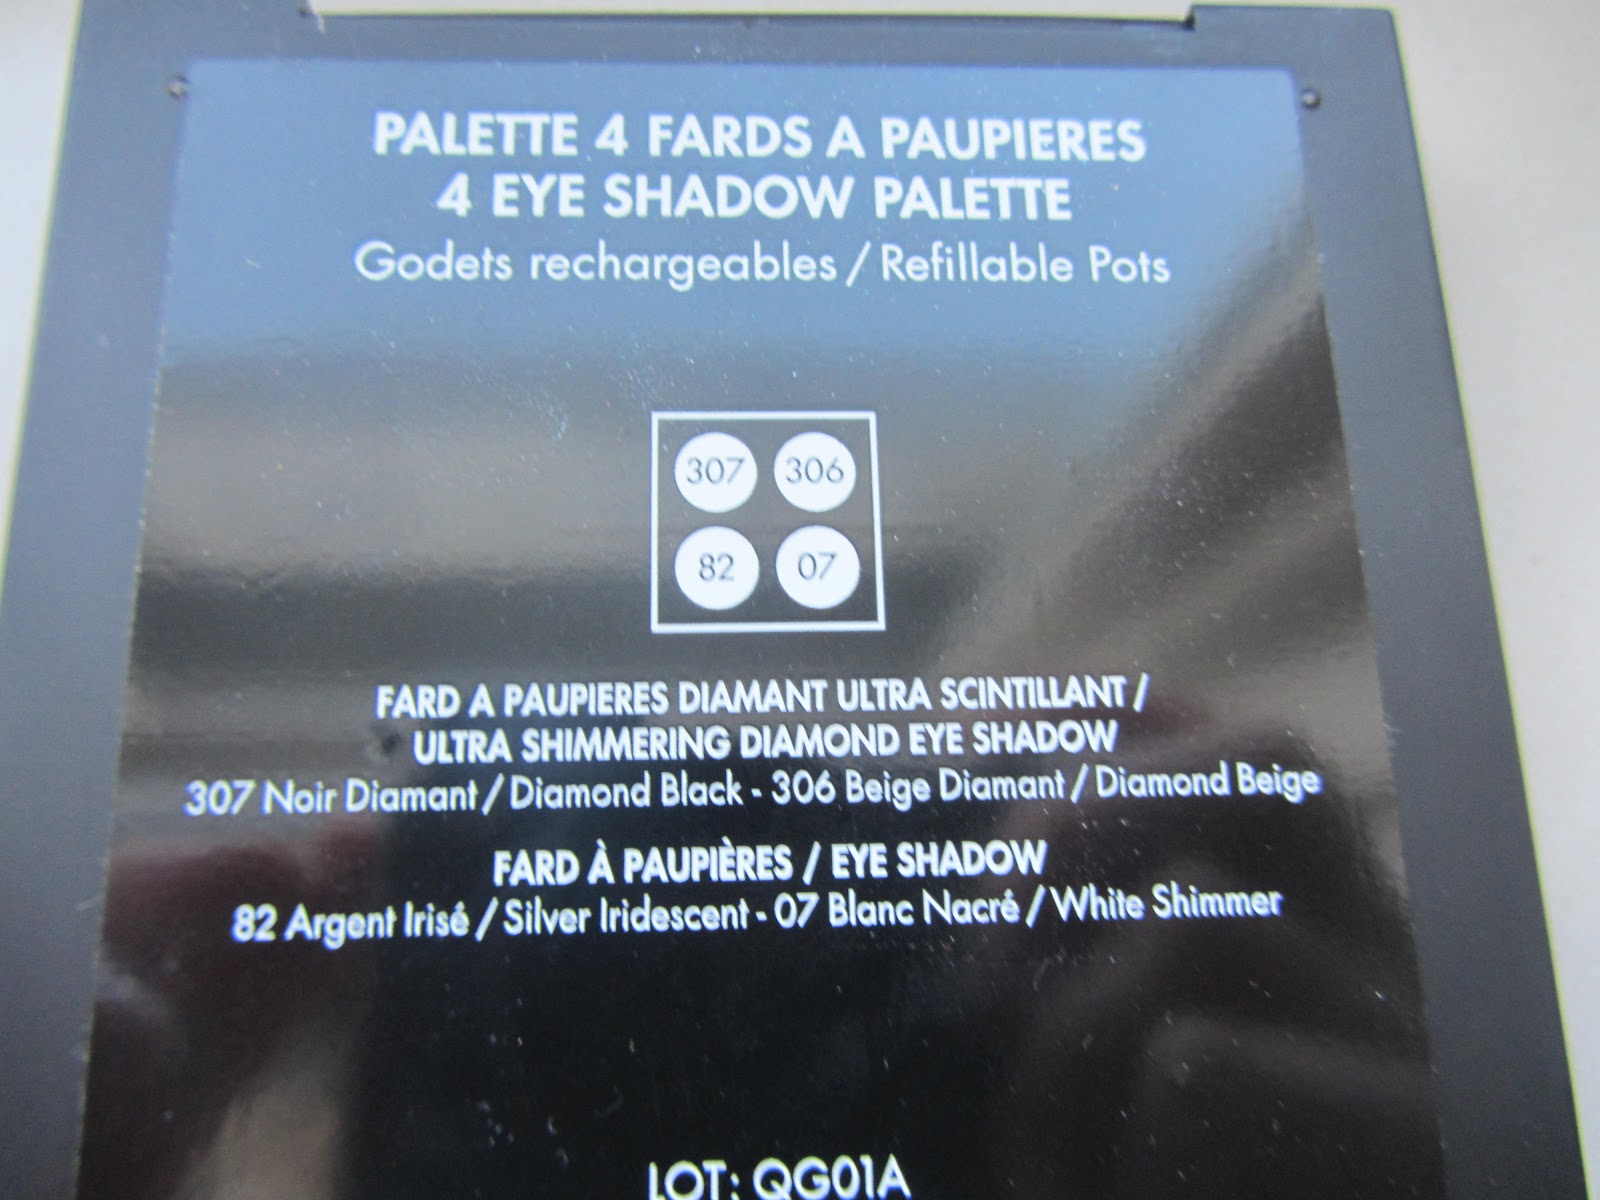 PALETTE 4 FARDS A PAUPIERES
4 EYE SHADOW PALETTE
Godets rechargeables / Refillable Pots
307 306
82 07
FARD A PAUPIERES DIAMANT ULTRA SCINTILLANT /
ULTRA SHIMMERING DIAMOND EYE SHADOW
307 Noir Diamant / Diamond Black - 306 Beige Diamant / Diamond Beige
FARD À PAUPIÈRES / EYE SHADOW
82 Argent Irisé / Silver Iridescent - 07 Blanc Nacré / White Shimmer
LOT: QG01A